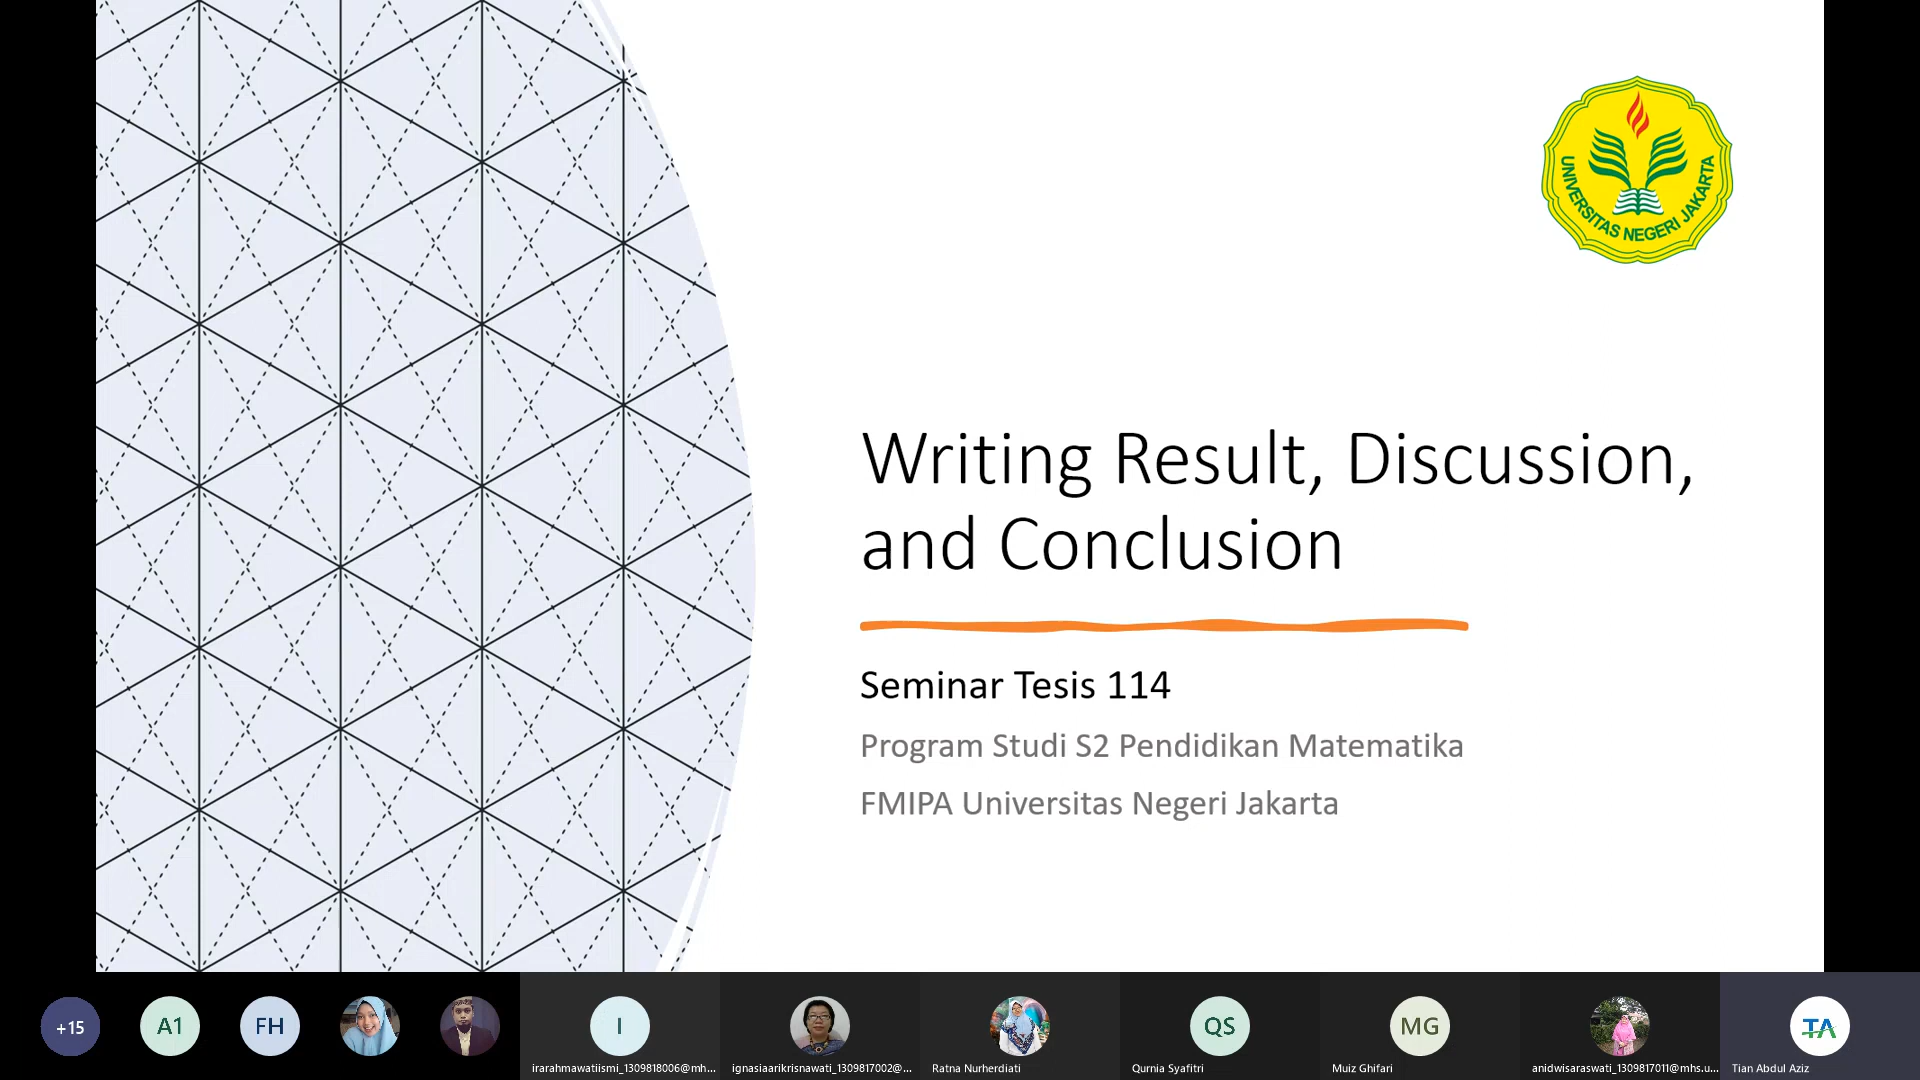 UNIVERSITAS NEGERI JAKARTA
Writing Result, Discussion,
and Conclusion
Seminar Tesis 114
Program Studi S2 Pendidikan Matematika
FMIPA Universitas Negeri Jakarta
+15
A1
FH
I
QS
MG
TA
irarahmawatiismi_1309818006@mh...
ignasiaarikrisnawati_1309817002@...
Ratna Nurherdiati
Qurnia Syafitri
Muiz Ghifari
anidwisaraswati_1309817011@mhs.u...
Tian Abdul Aziz